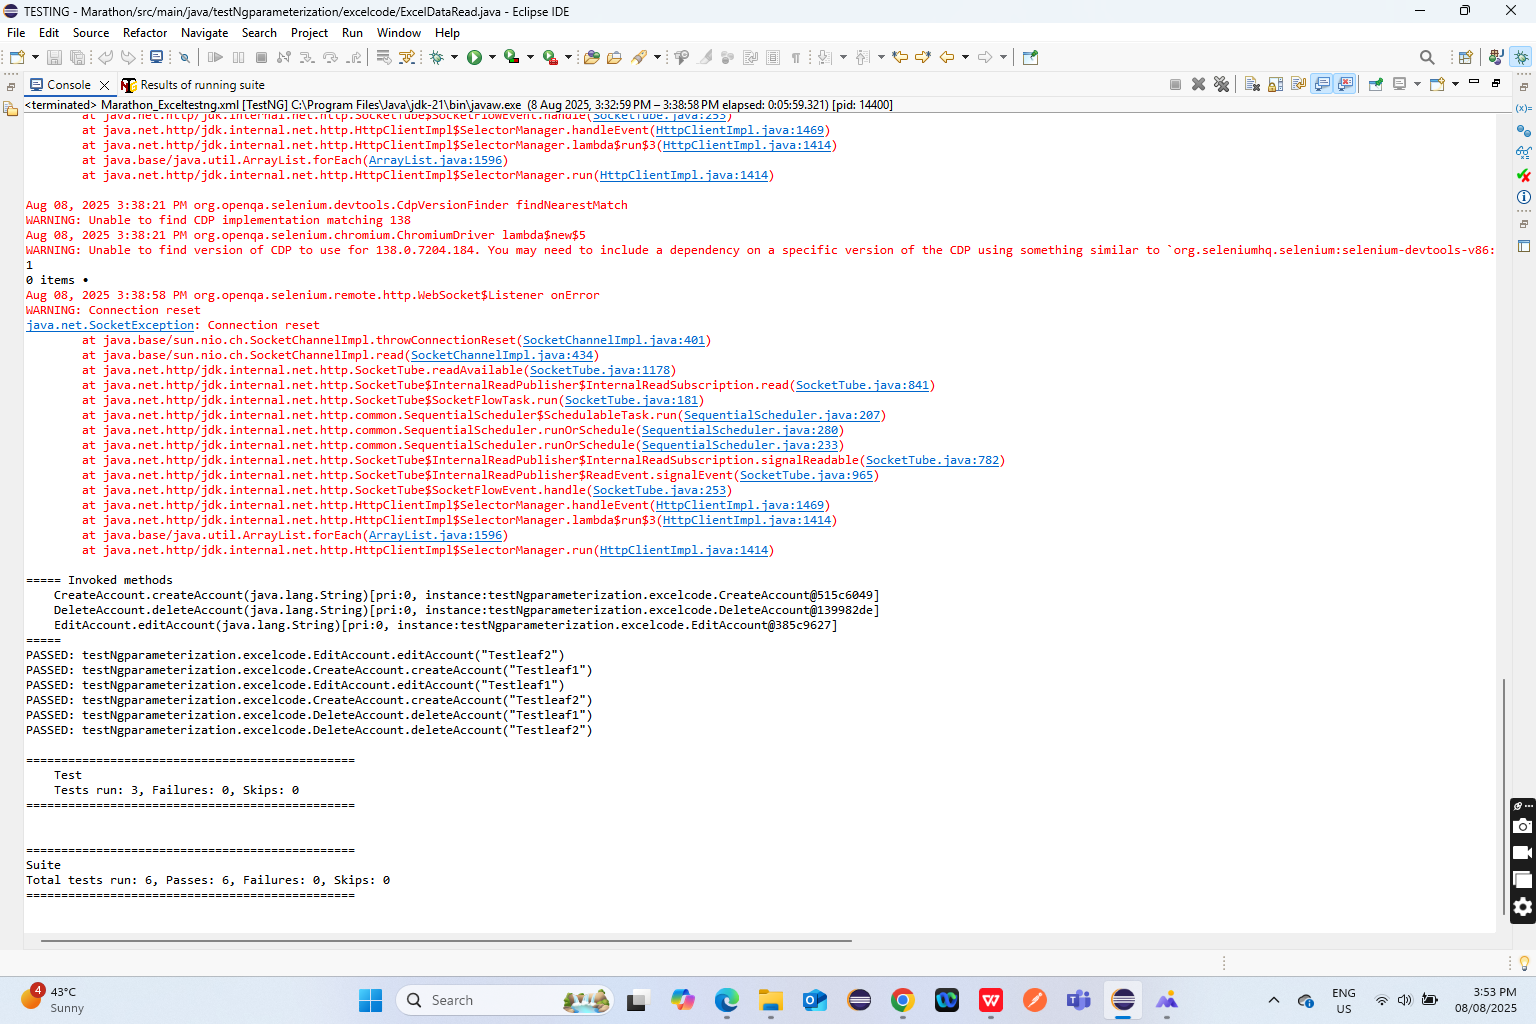 TESTING - Marathon/src/main/java/testNgparameterization/excelcode/ExcelDataRead.java - Eclipse IDE
File Edit Source Refactor Navigate Search Project Run Window Help
Console Results of running suite
<terminated> Marathon_Exceltestng.xml [TestNG] C:\Program Files\Java\jdk-21\bin\javaw.exe (8 Aug 2025, 3:32:59 PM – 3:38:58 PM elapsed: 0:05:59.321) [pid: 14400]
at java.net.http/jdk.internal.net.http.SocketTube$SocketFlowEvent.handle(SocketTube.java:253)
at java.net.http/jdk.internal.net.http.HttpClientImpl$SelectorManager.handleEvent(HttpClientImpl.java:1469)
at java.net.http/jdk.internal.net.http.HttpClientImpl$SelectorManager.lambda$run$3(HttpClientImpl.java:1414)
at java.base/java.util.ArrayList.forEach(ArrayList.java:1596)
at java.net.http/jdk.internal.net.http.HttpClientImpl$SelectorManager.run(HttpClientImpl.java:1414)
Aug 08, 2025 3:38:21 PM org.openqa.selenium.devtools.CdpVersionFinder findNearestMatch
WARNING: Unable to find CDP implementation matching 138
Aug 08, 2025 3:38:21 PM org.openqa.selenium.chromium.ChromiumDriver lambda$new$5
WARNING: Unable to find version of CDP to use for 138.0.7204.184. You may need to include a dependency on a specific version of the CDP using something similar to `org.seleniumhq.selenium:selenium-devtools-v86:
1
0 items •
Aug 08, 2025 3:38:58 PM org.openqa.selenium.remote.http.WebSocket$Listener onError
WARNING: Connection reset
java.net.SocketException: Connection reset
at java.base/sun.nio.ch.SocketChannelImpl.throwConnectionReset(SocketChannelImpl.java:401)
at java.base/sun.nio.ch.SocketChannelImpl.read(SocketChannelImpl.java:434)
at java.net.http/jdk.internal.net.http.SocketTube.readAvailable(SocketTube.java:1178)
at java.net.http/jdk.internal.net.http.SocketTube$InternalReadPublisher$InternalReadSubscription.read(SocketTube.java:841)
at java.net.http/jdk.internal.net.http.SocketTube$SocketFlowTask.run(SocketTube.java:181)
at java.net.http/jdk.internal.net.http.common.SequentialScheduler$SchedulableTask.run(SequentialScheduler.java:207)
at java.net.http/jdk.internal.net.http.common.SequentialScheduler.runOrSchedule(SequentialScheduler.java:280)
at java.net.http/jdk.internal.net.http.common.SequentialScheduler.runOrSchedule(SequentialScheduler.java:233)
at java.net.http/jdk.internal.net.http.SocketTube$InternalReadPublisher$InternalReadSubscription.signalReadable(SocketTube.java:782)
at java.net.http/jdk.internal.net.http.SocketTube$InternalReadPublisher$ReadEvent.signalEvent(SocketTube.java:965)
at java.net.http/jdk.internal.net.http.SocketTube$SocketFlowEvent.handle(SocketTube.java:253)
at java.net.http/jdk.internal.net.http.HttpClientImpl$SelectorManager.handleEvent(HttpClientImpl.java:1469)
at java.net.http/jdk.internal.net.http.HttpClientImpl$SelectorManager.lambda$run$3(HttpClientImpl.java:1414)
at java.base/java.util.ArrayList.forEach(ArrayList.java:1596)
at java.net.http/jdk.internal.net.http.HttpClientImpl$SelectorManager.run(HttpClientImpl.java:1414)
===== Invoked methods
CreateAccount.createAccount(java.lang.String)[pri:0, instance:testNgparameterization.excelcode.CreateAccount@515c6049]
DeleteAccount.deleteAccount(java.lang.String)[pri:0, instance:testNgparameterization.excelcode.DeleteAccount@139982de]
EditAccount.editAccount(java.lang.String)[pri:0, instance:testNgparameterization.excelcode.EditAccount@385c9627]
=====
PASSED: testNgparameterization.excelcode.EditAccount.editAccount("Testleaf2")
PASSED: testNgparameterization.excelcode.CreateAccount.createAccount("Testleaf1")
PASSED: testNgparameterization.excelcode.EditAccount.editAccount("Testleaf1")
PASSED: testNgparameterization.excelcode.CreateAccount.createAccount("Testleaf2")
PASSED: testNgparameterization.excelcode.DeleteAccount.deleteAccount("Testleaf1")
PASSED: testNgparameterization.excelcode.DeleteAccount.deleteAccount("Testleaf2")
===============================================
Test
Tests run: 3, Failures: 0, Skips: 0
===============================================
===============================================
Suite
Total tests run: 6, Passes: 6, Failures: 0, Skips: 0
===============================================
4
43°C
Sunny
Search
ENG
US
3:53 PM
08/08/2025